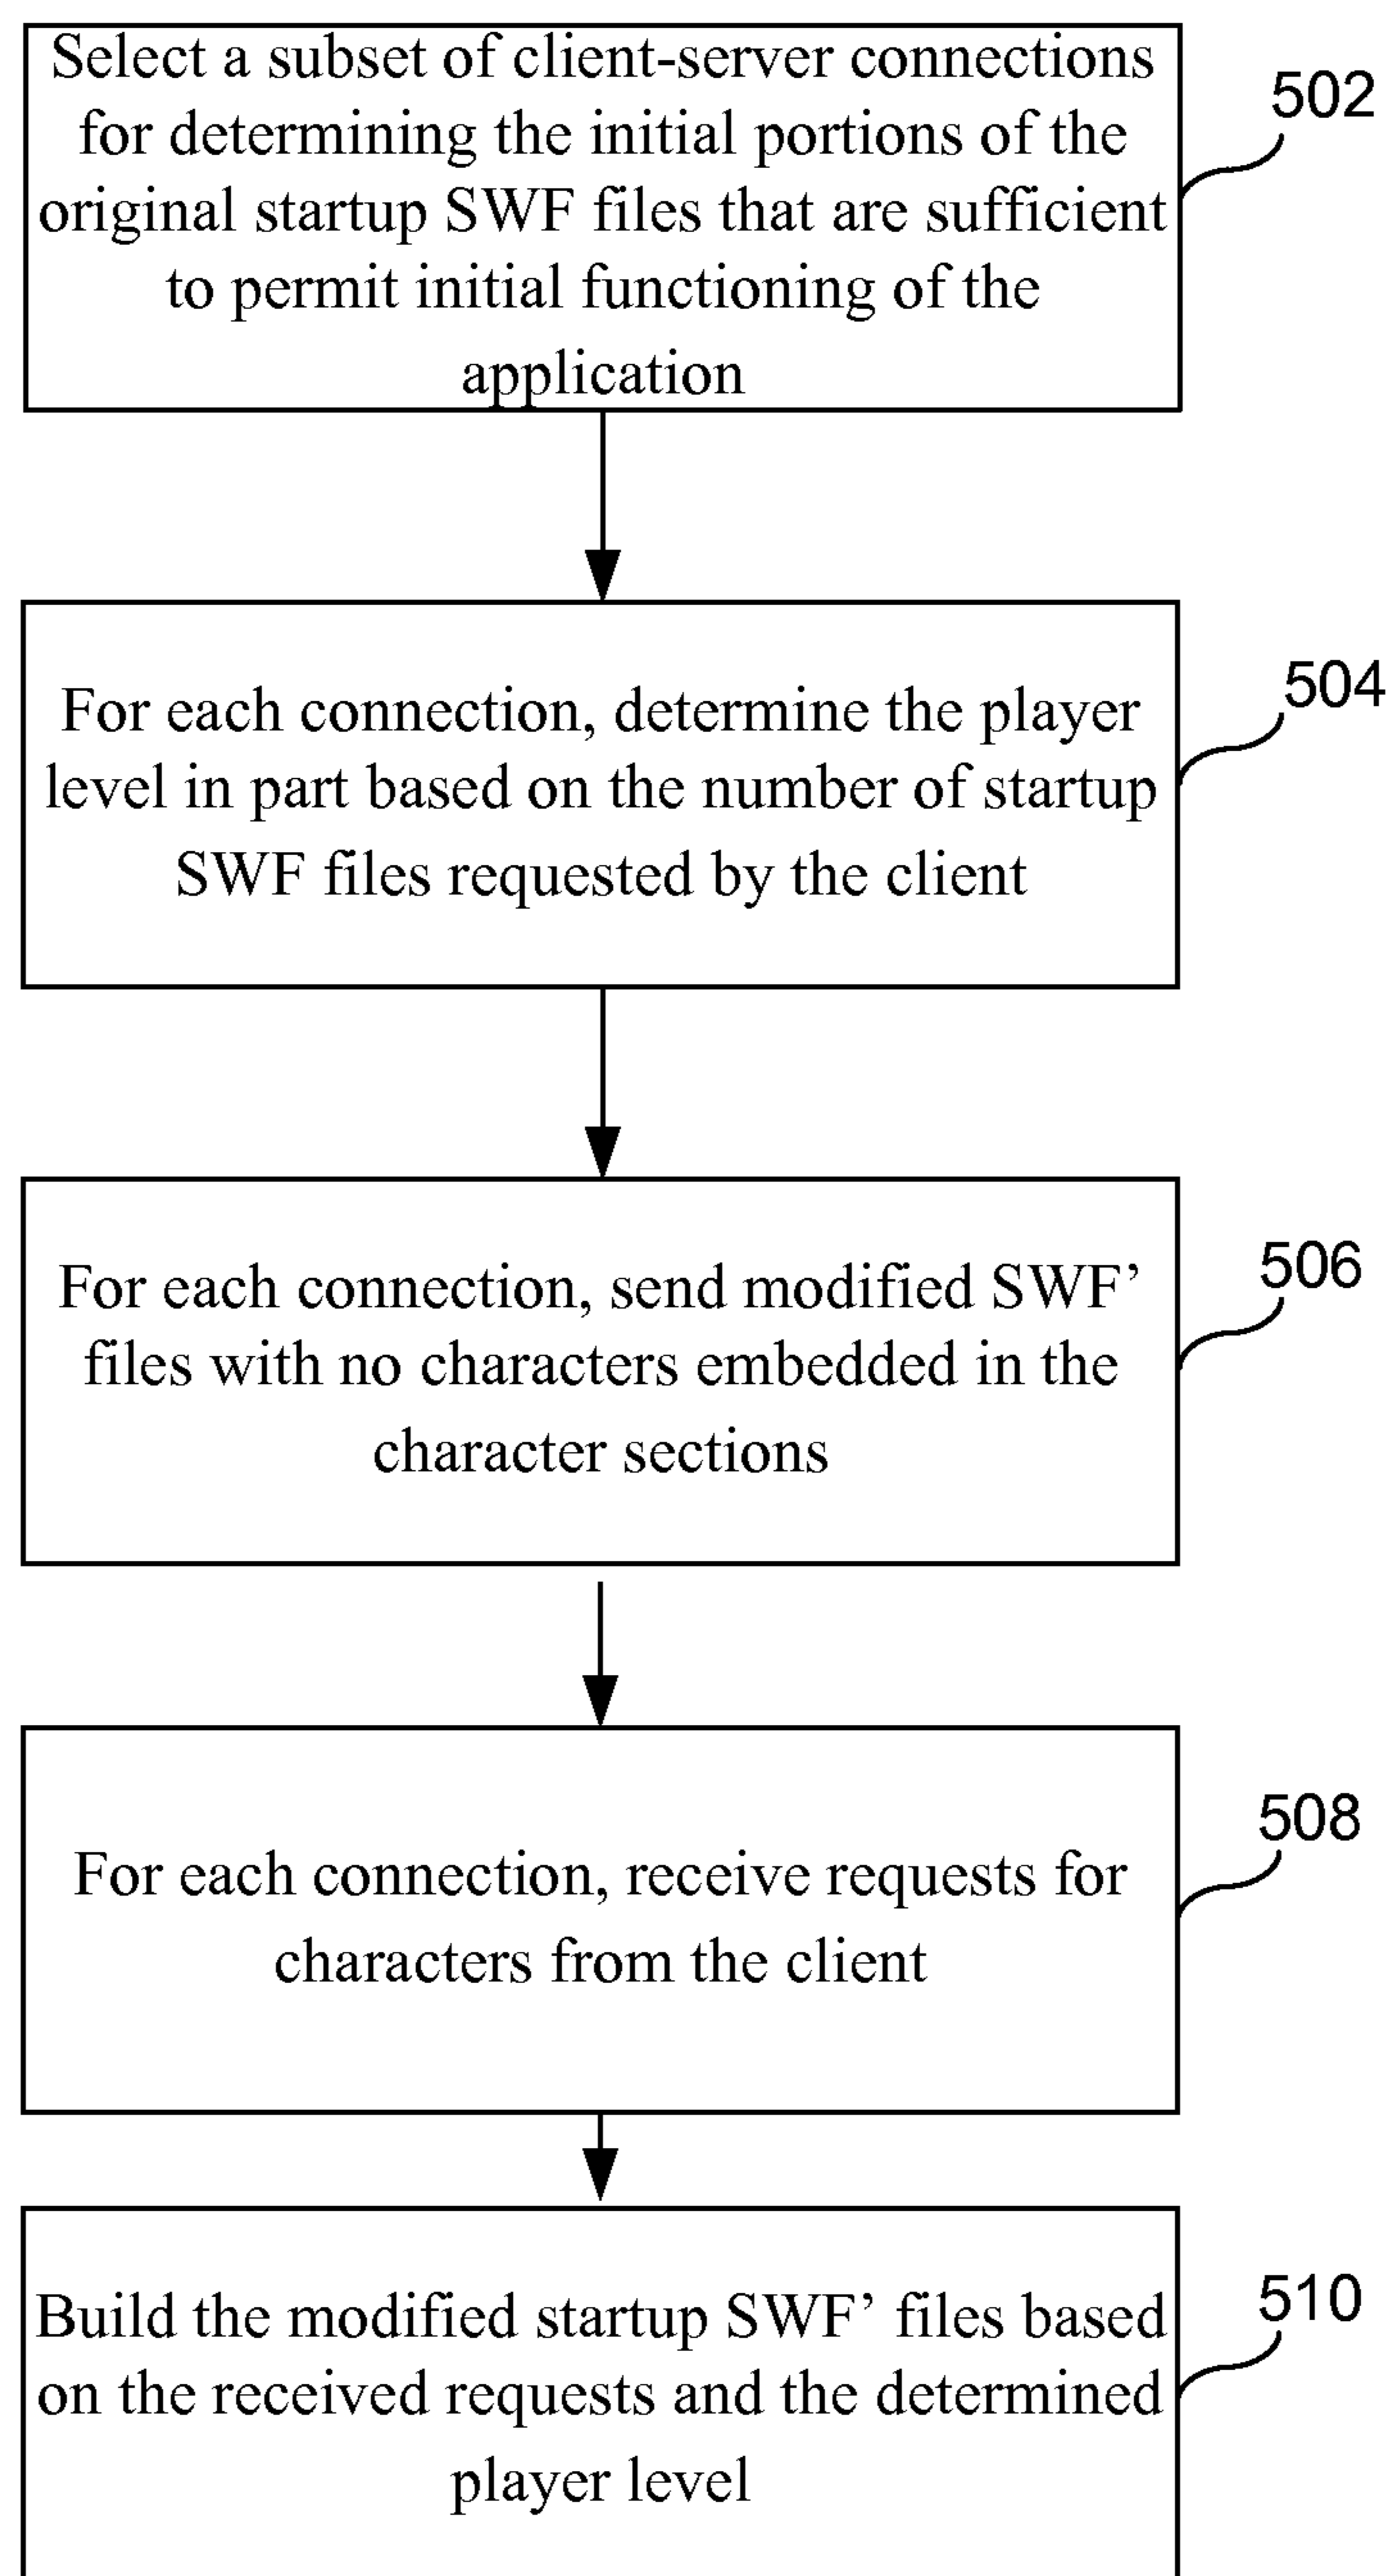 Select a subset of client-server connections
for determining the initial portions of the
original startup SWF files that are sufficient
to permit initial functioning of the
application
502
For each connection, determine the player
level in part based on the number of startup
SWF files requested by the client
504
For each connection, send modified SWF’
files with no characters embedded in the
character sections
506
For each connection, receive requests for
characters from the client
508
Build the modified startup SWF’ files based
on the received requests and the determined
player level
510